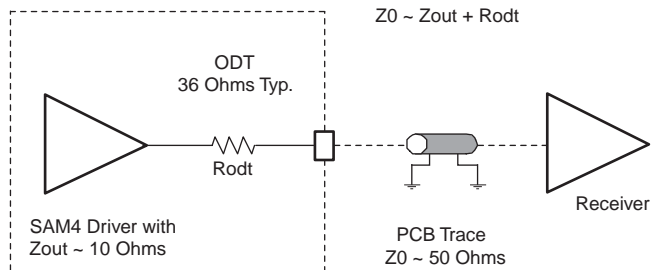 Z0 ~ Zout + Rodt
ODT
36 Ohms Typ.
Rodt
Receiver
SAM4 Driver with
Zout ~ 10 Ohms
PCB Trace
Z0 ~ 50 Ohms